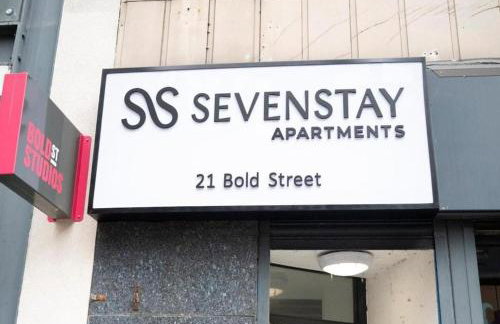 BOLD ST
STUDIOS
SEVENSTAY
APARTMENTS
21 Bold Street